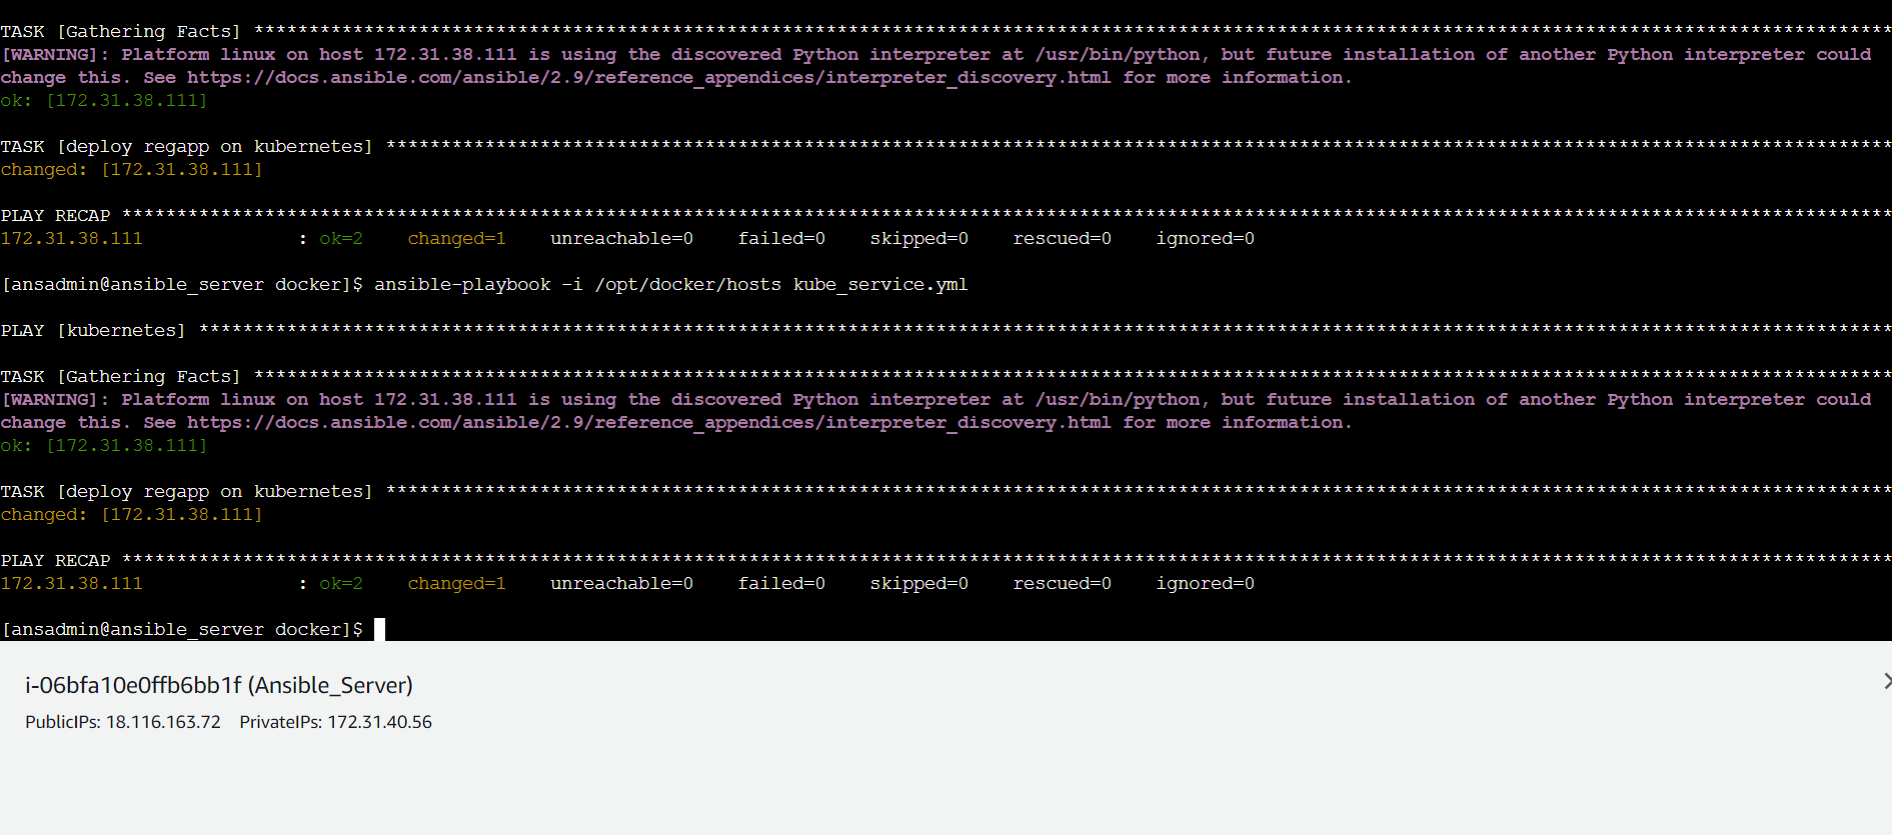 TASK [Gathering Facts] ****************************************************************************************************************************************************
[WARNING]: Platform linux on host 172.31.38.111 is using the discovered Python interpreter at /usr/bin/python, but future installation of another Python interpreter could
change this. See https://docs.ansible.com/ansible/2.9/reference_appendices/interpreter_discovery.html for more information.
ok: [172.31.38.111]
TASK [deploy regapp on kubernetes] ****************************************************************************************************************************************
changed: [172.31.38.111]
PLAY RECAP ****************************************************************************************************************************************************************
172.31.38.111 : ok=2 changed=1 unreachable=0 failed=0 skipped=0 rescued=0 ignored=0
[ansadmin@ansible_server docker]$ ansible-playbook -i /opt/docker/hosts kube_service.yml
PLAY [kubernetes] *********************************************************************************************************************************************************
TASK [Gathering Facts] ****************************************************************************************************************************************************
[WARNING]: Platform linux on host 172.31.38.111 is using the discovered Python interpreter at /usr/bin/python, but future installation of another Python interpreter could
change this. See https://docs.ansible.com/ansible/2.9/reference_appendices/interpreter_discovery.html for more information.
ok: [172.31.38.111]
TASK [deploy regapp on kubernetes] ****************************************************************************************************************************************
changed: [172.31.38.111]
PLAY RECAP ****************************************************************************************************************************************************************
172.31.38.111 : ok=2 changed=1 unreachable=0 failed=0 skipped=0 rescued=0 ignored=0
[ansadmin@ansible_server docker]$
i-06bfa10e0ffb6bb1f (Ansible_Server)
PublicIPs: 18.116.163.72 PrivateIPs: 172.31.40.56